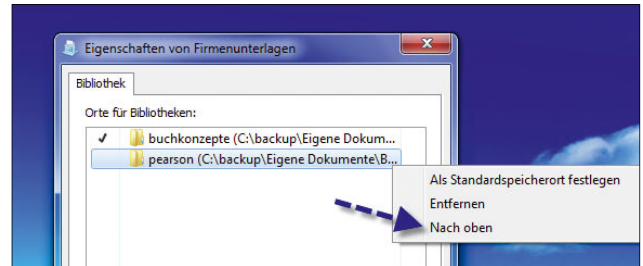 Eigenschaften von Firmenunterlagen
Bibliothek
Orte für Bibliotheken:
buchkonzepte (C:\backup\Eigene Dokum...
pearson (C:\backup\Eigene Dokumente\B...
Als Standardspeicherort festlegen
Entfernen
Nach oben